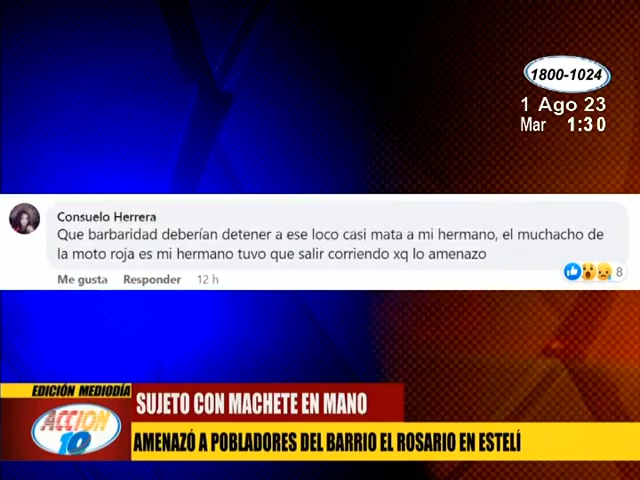 1800-1024
1 Ago 23
Mar 1:30
Consuelo Herrera
Que barbaridad deberían detener a ese loco casi mata a mi hermano, el muchacho de
la moto roja es mi hermano tuvo que salir corriendo xq lo amenazo
Me gusta Responder 12 h
8
EDICIÓN MEDIODÍA
SUJETO CON MACHETE EN MANO
ACCION
10
AMENAZÓ A POBLADORES DEL BARRIO EL ROSARIO EN ESTELÍ